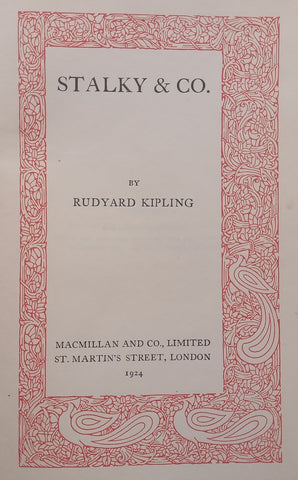 STALKY & CO.
BY
RUDYARD KIPLING
MACMILLAN AND CO., LIMITED
ST. MARTIN'S STREET, LONDON
1924